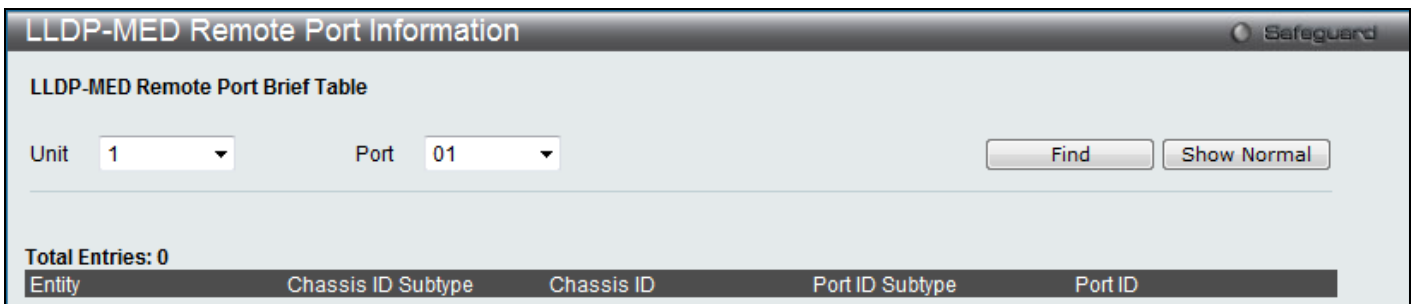 LLDP-MED Remote Port Information Safeguard
LLDP-MED Remote Port Brief Table
Unit 1 Port 01 Find Show Normal
Total Entries: 0
Entity Chassis ID Subtype Chassis ID Port ID Subtype Port ID